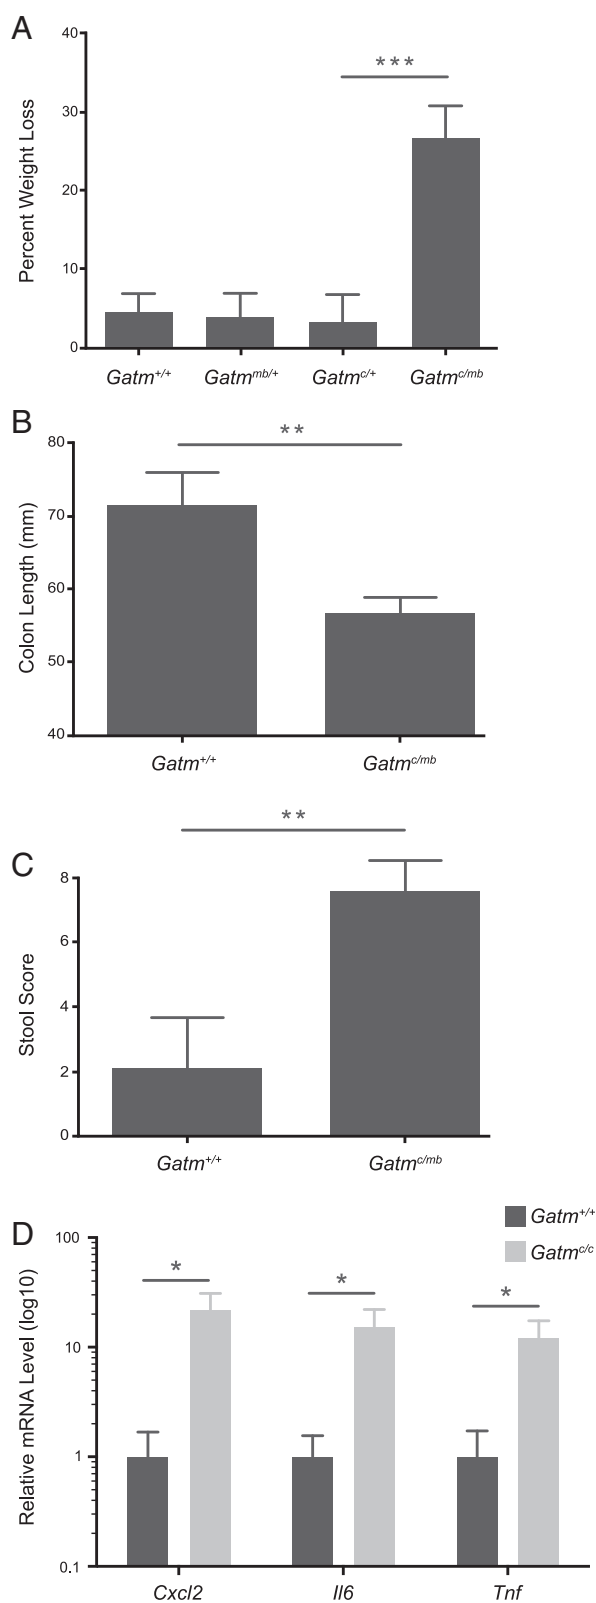 A
40
30
20
10
0
Percent Weight Loss
***
Gatm+/+ Gatmmb/+ Gatmc/+ Gatmc/mb
B
80
70
60
50
40
Colon Length (mm)
**
Gatm+/+ Gatmc/mb
C
8
6
4
2
0
Stool Score
**
Gatm+/+ Gatmc/mb
D
Gatm+/+
Gatmc/c
100
10
1
0.1
Relative mRNA Level (log10)
* * *
Cxcl2 Il6 Tnf